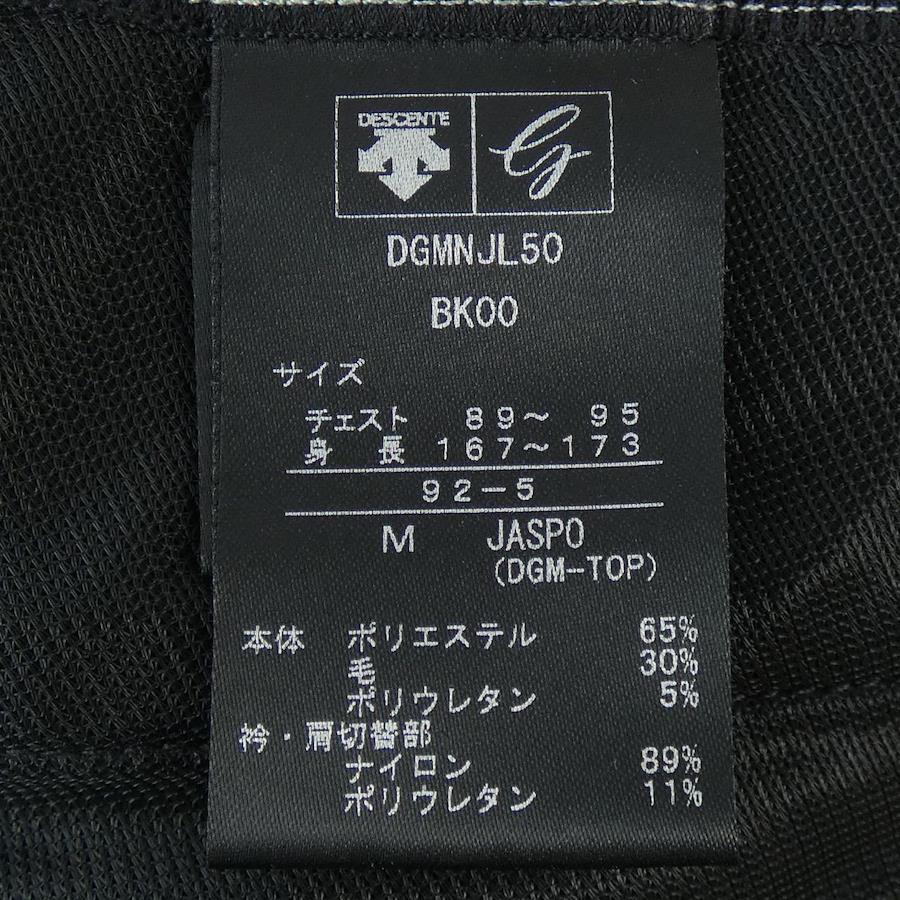 DESCENTE G
DGMNJL50
BK00
サイズ
チェスト 89～ 95
身 長 167～173
92-5
M JASPO
(DGM-TOP)
本体 ポリエステル 65%
毛 30%
ポリウレタン 5%
衿・肩切替部
ナイロン 89%
ポリウレタン 11%